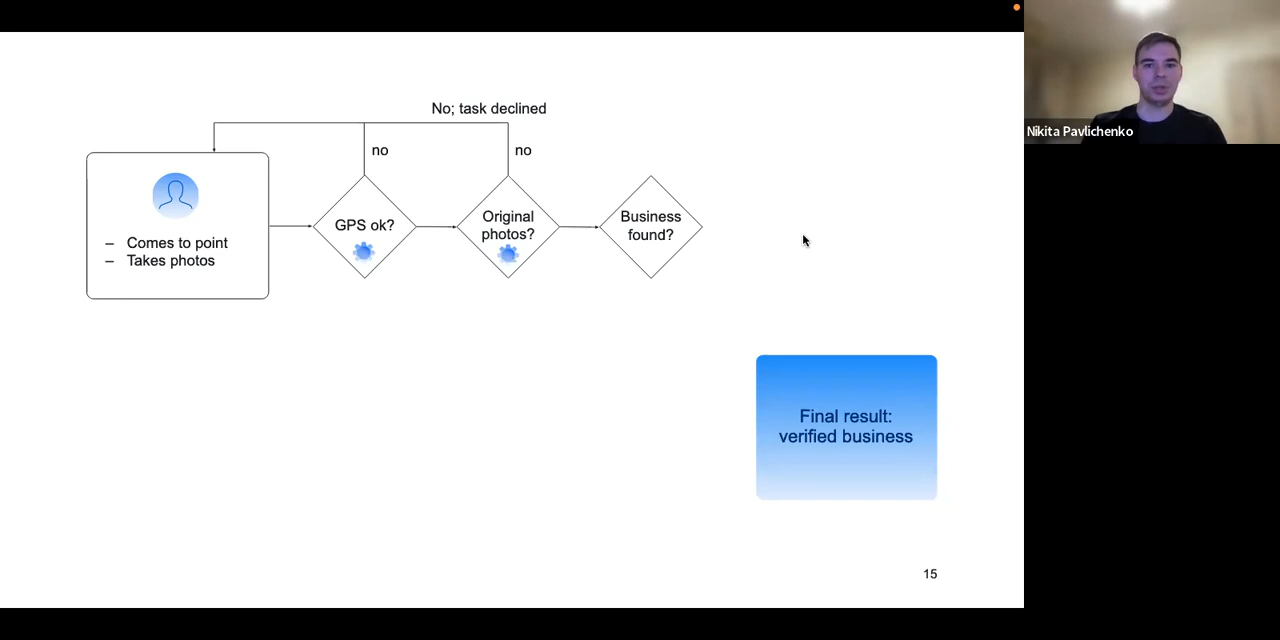 No; task declined
no
no
– Comes to point
– Takes photos
GPS ok?
Original
photos?
Business
found?
Final result:
verified business
15
Nikita Pavlichenko